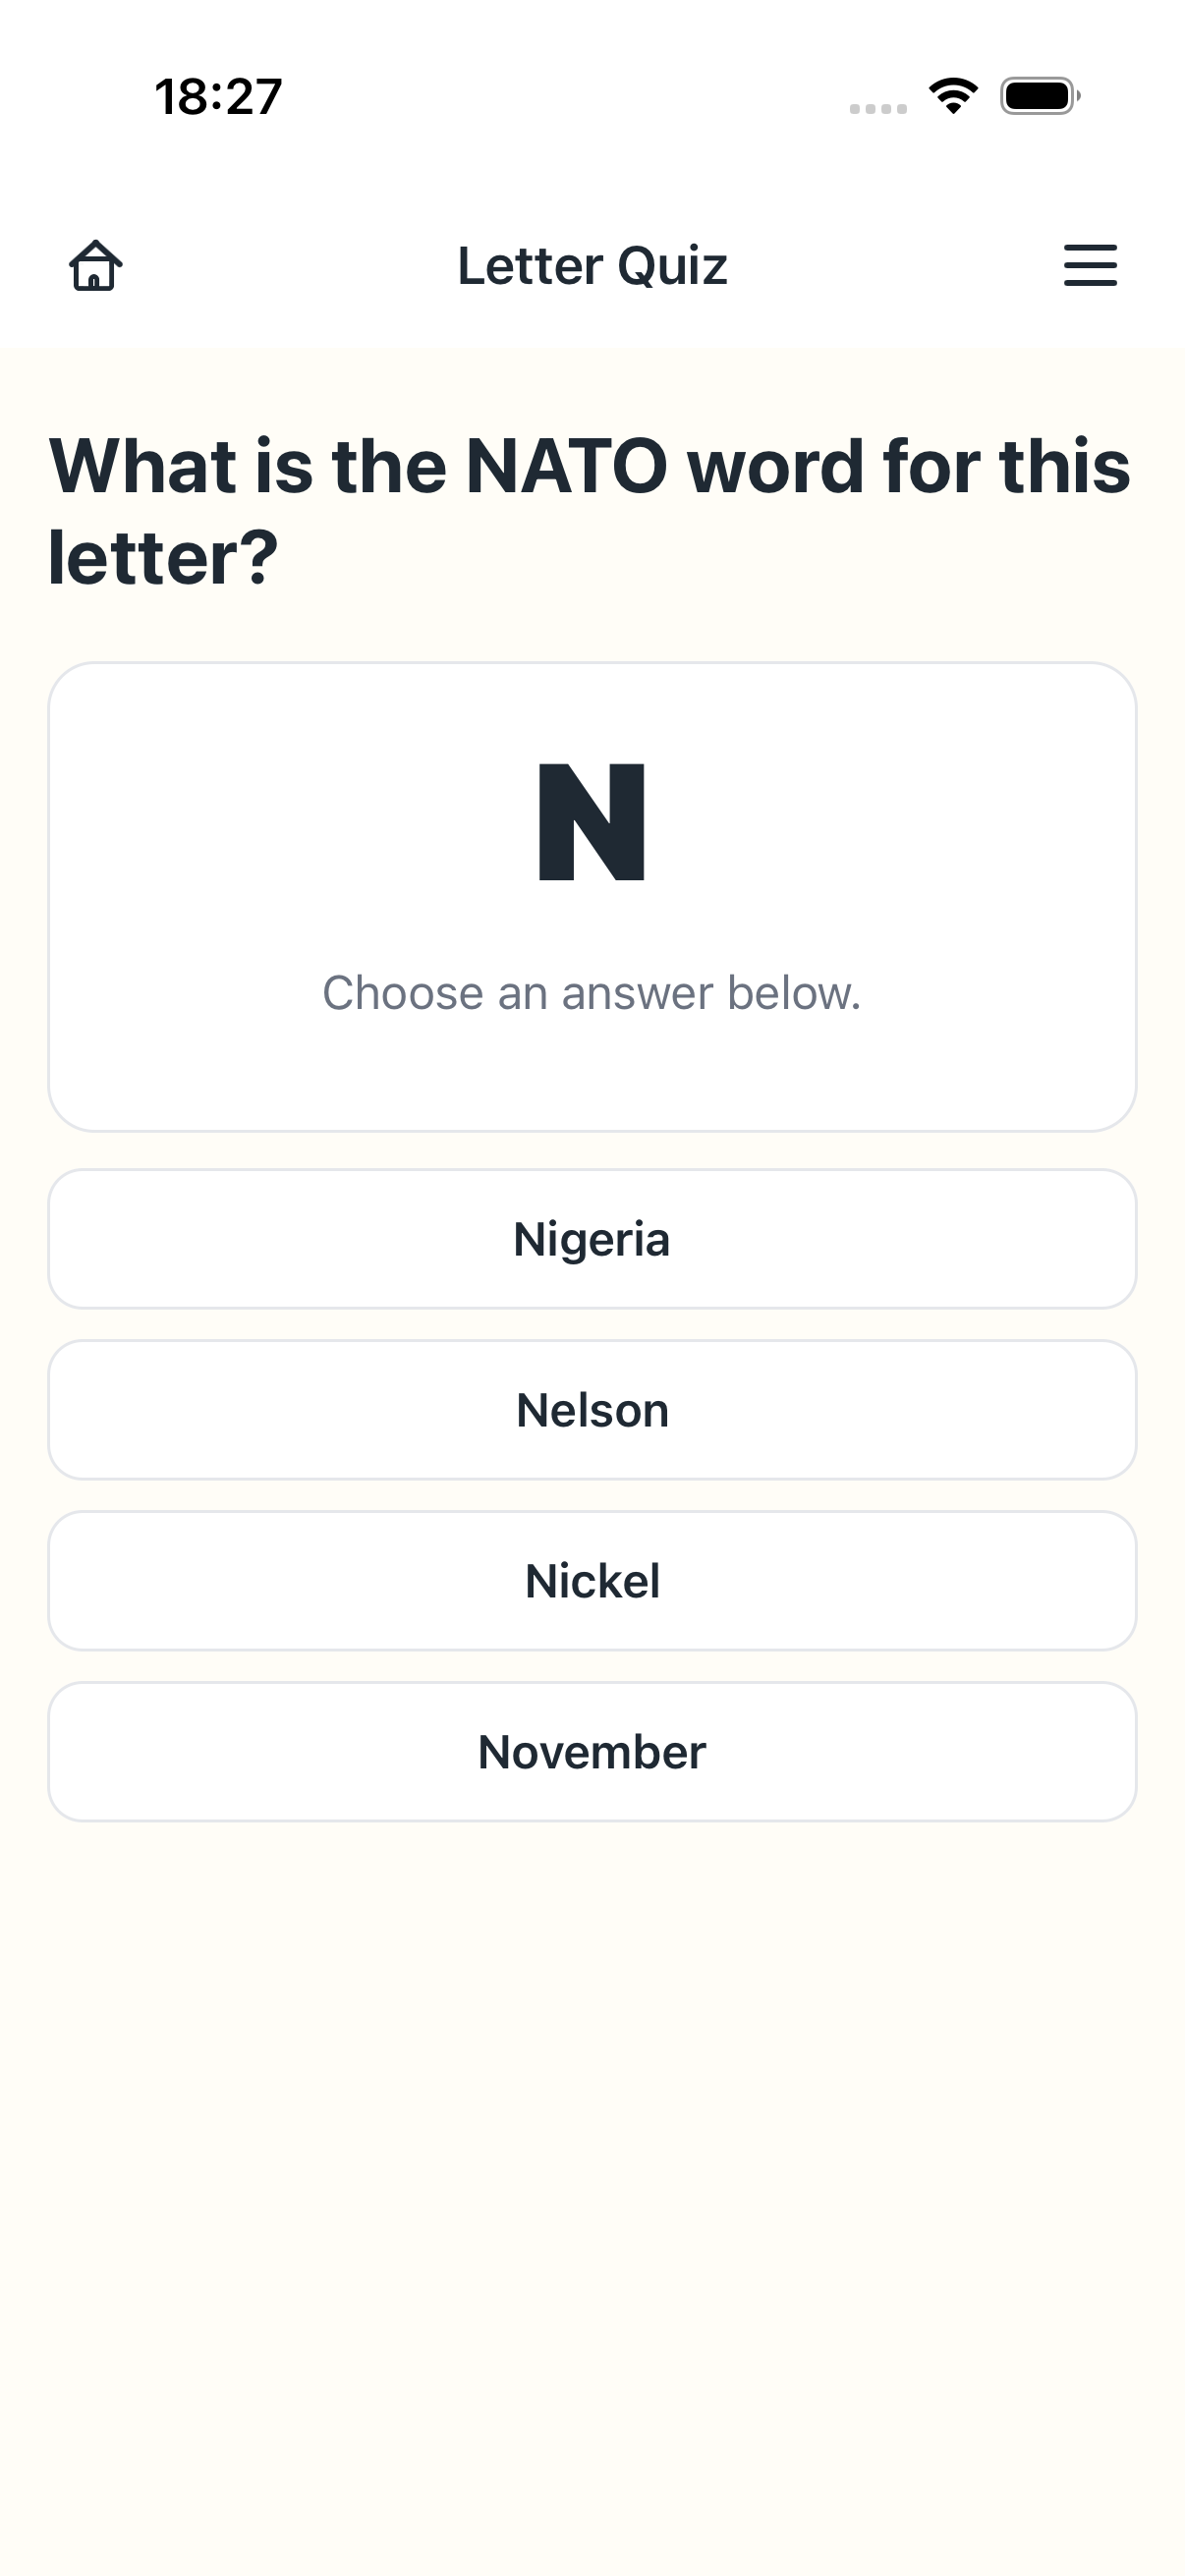 18:27
Letter Quiz
What is the NATO word for this
letter?
N
Choose an answer below.
Nigeria
Nelson
Nickel
November